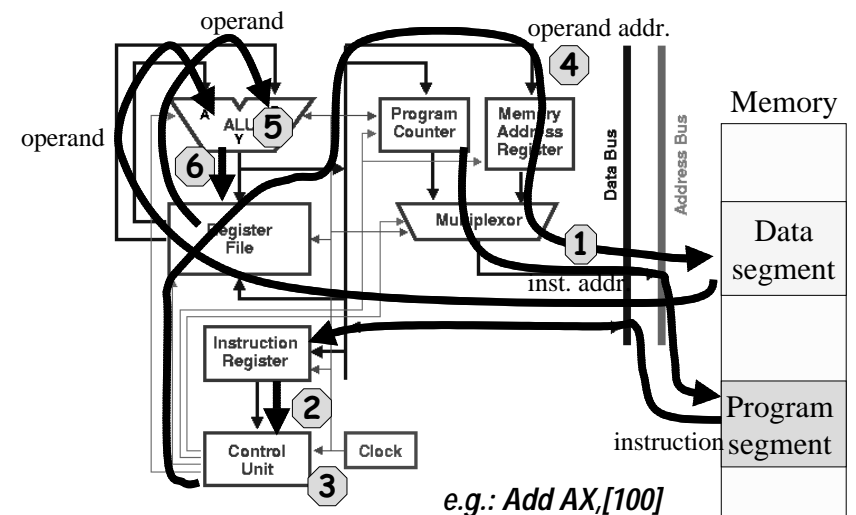 operand
operand addr.
4
Memory
A
ALU
5
Y
operand
Program
Counter
Memory
Address
Register
Data Bus
Address Bus
6
Register
File
Multiplexor
1
Data
segment
inst. addr.
Instruction
Register
2
Program
segment
instruction
Control
Unit
Clock
3
e.g.: Add AX,[100]